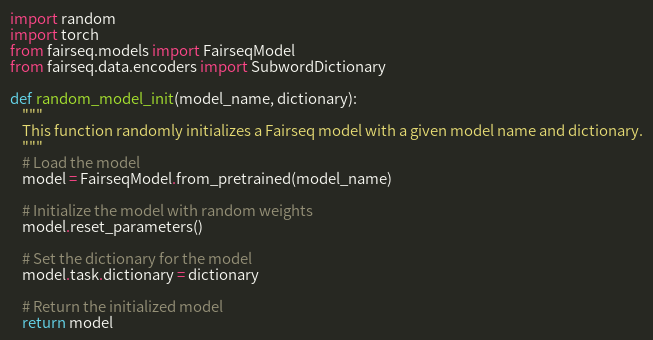 import random
import torch
from fairseq.models import FairseqModel
from fairseq.data.encoders import SubwordDictionary

def random_model_init(model_name, dictionary):
    """
    This function randomly initializes a Fairseq model with a given model name and dictionary.
    """
    # Load the model
    model = FairseqModel.from_pretrained(model_name)

    # Initialize the model with random weights
    model.reset_parameters()

    # Set the dictionary for the model
    model.task.dictionary = dictionary

    # Return the initialized model
    return model